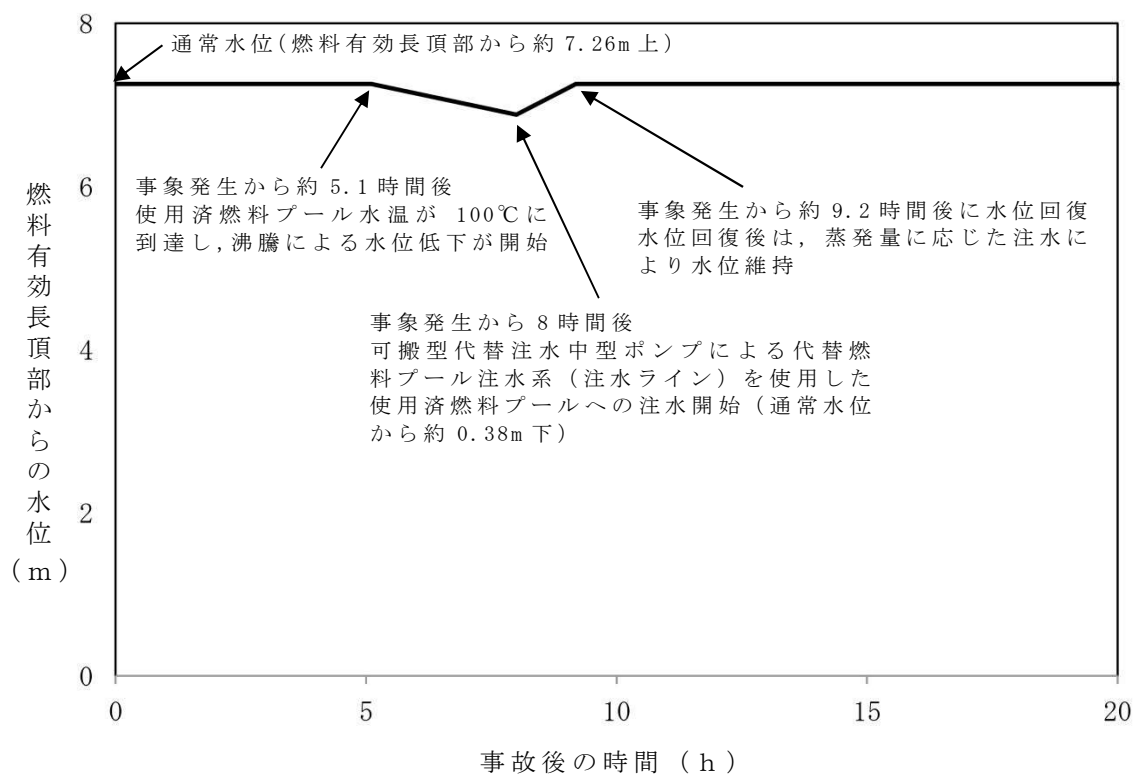 8
通常水位(燃料有効長頂部から約 7.26m 上)
事象発生から約 5.1 時間後
使用済燃料プール水温が 100℃に
到達し,沸騰による水位低下が開始
6
事象発生から約 9.2 時間後に水位回復
水位回復後は, 蒸発量に応じた注水に
より水位維持
事象発生から 8 時間後
可搬型代替注水中型ポンプによる代替燃
料プール注水系(注水ライン)を使用した
使用済燃料プールへの注水開始(通常水位
から約 0.38m 下)
4
2
0
燃料有効長頂部からの水位(m)
0 5 10 15 20
事故後の時間(h)